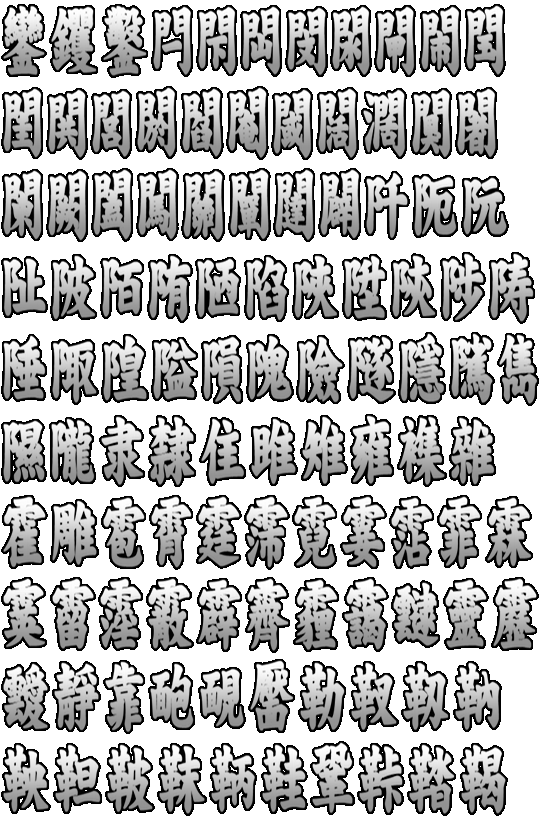 鑾钁鑿閂閇閊閔閖閘閙閠
閨閧閭閼閻閹閾闊濶闃闍
闌闕闔闖關闡闥闢阡阨阮
阯陂陌陏陋陷陜陞陝陟陦
陲陬隍隘隕隗險隧隱隲雋
隰隴隶隸隹雎雉雍襍雜
霍雕雹霄霆霈霓霎霑霏霖
霙霤霪霰霹霽霾靄靆靈靂
靉靜靠靤靦靨勒靫靱靹
鞅靼鞁靺鞆鞋鞏鞐鞜鞨